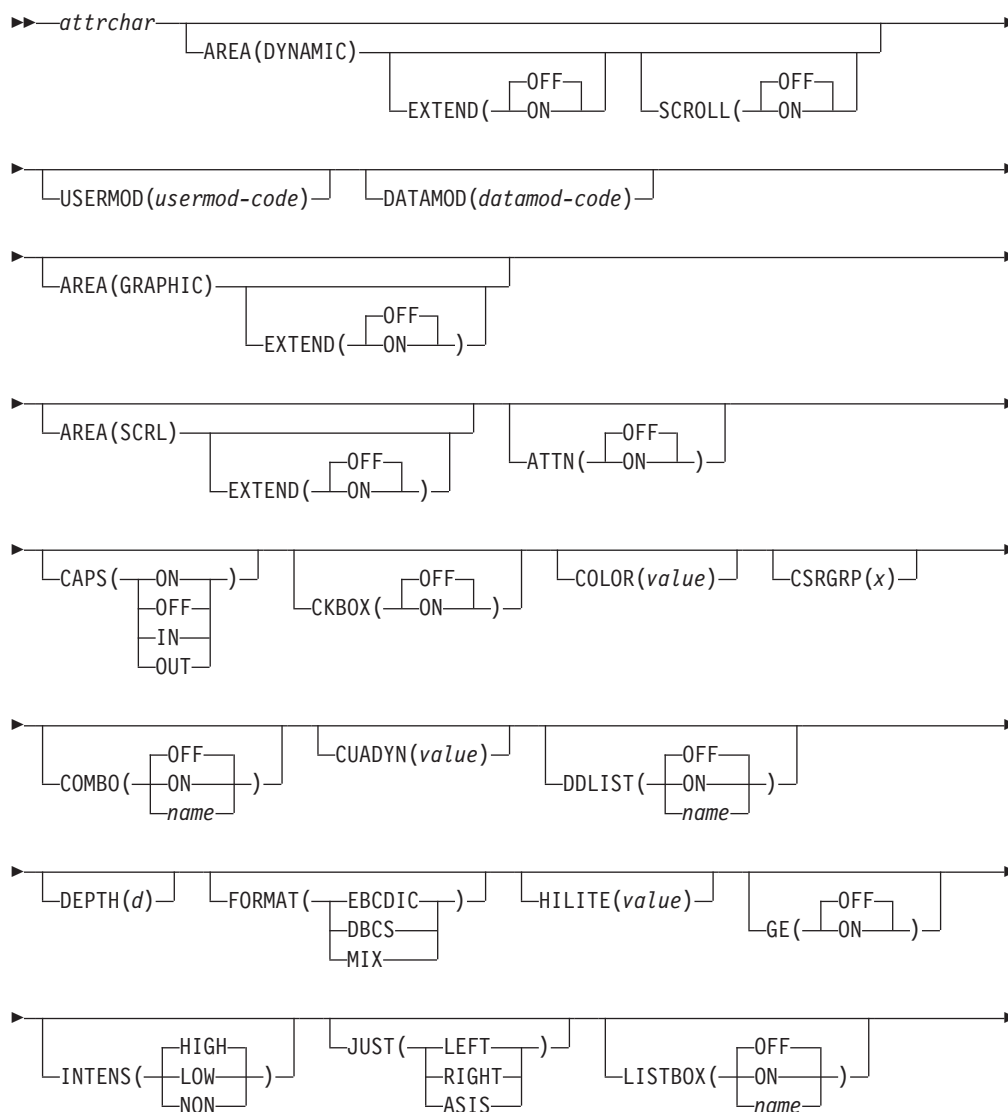 attrchar
AREA(DYNAMIC)
OFF OFF
EXTEND( ON SCROLL( ON
USERMOD(usermod-code) DATAMOD(datamod-code)
AREA(GRAPHIC)
OFF
EXTEND( ON )
AREA(SCRL) OFF
OFF ATTN( ON )
EXTEND( ON )
CAPS( ON ) OFF COLOR(value) CSRGRP(x)
OFF CKBOX( ON )
IN
OUT
OFF CUADYN(value) OFF
COMBO( ON ) DDLIST( ON )
name name
DEPTH(d) FORMAT( EBCDIC ) HILITE(value) OFF
DBCS GE( ON )
MIX
HIGH JUST( LEFT ) OFF
INTENS( LOW ) RIGHT LISTBOX( ON )
NON ASIS name